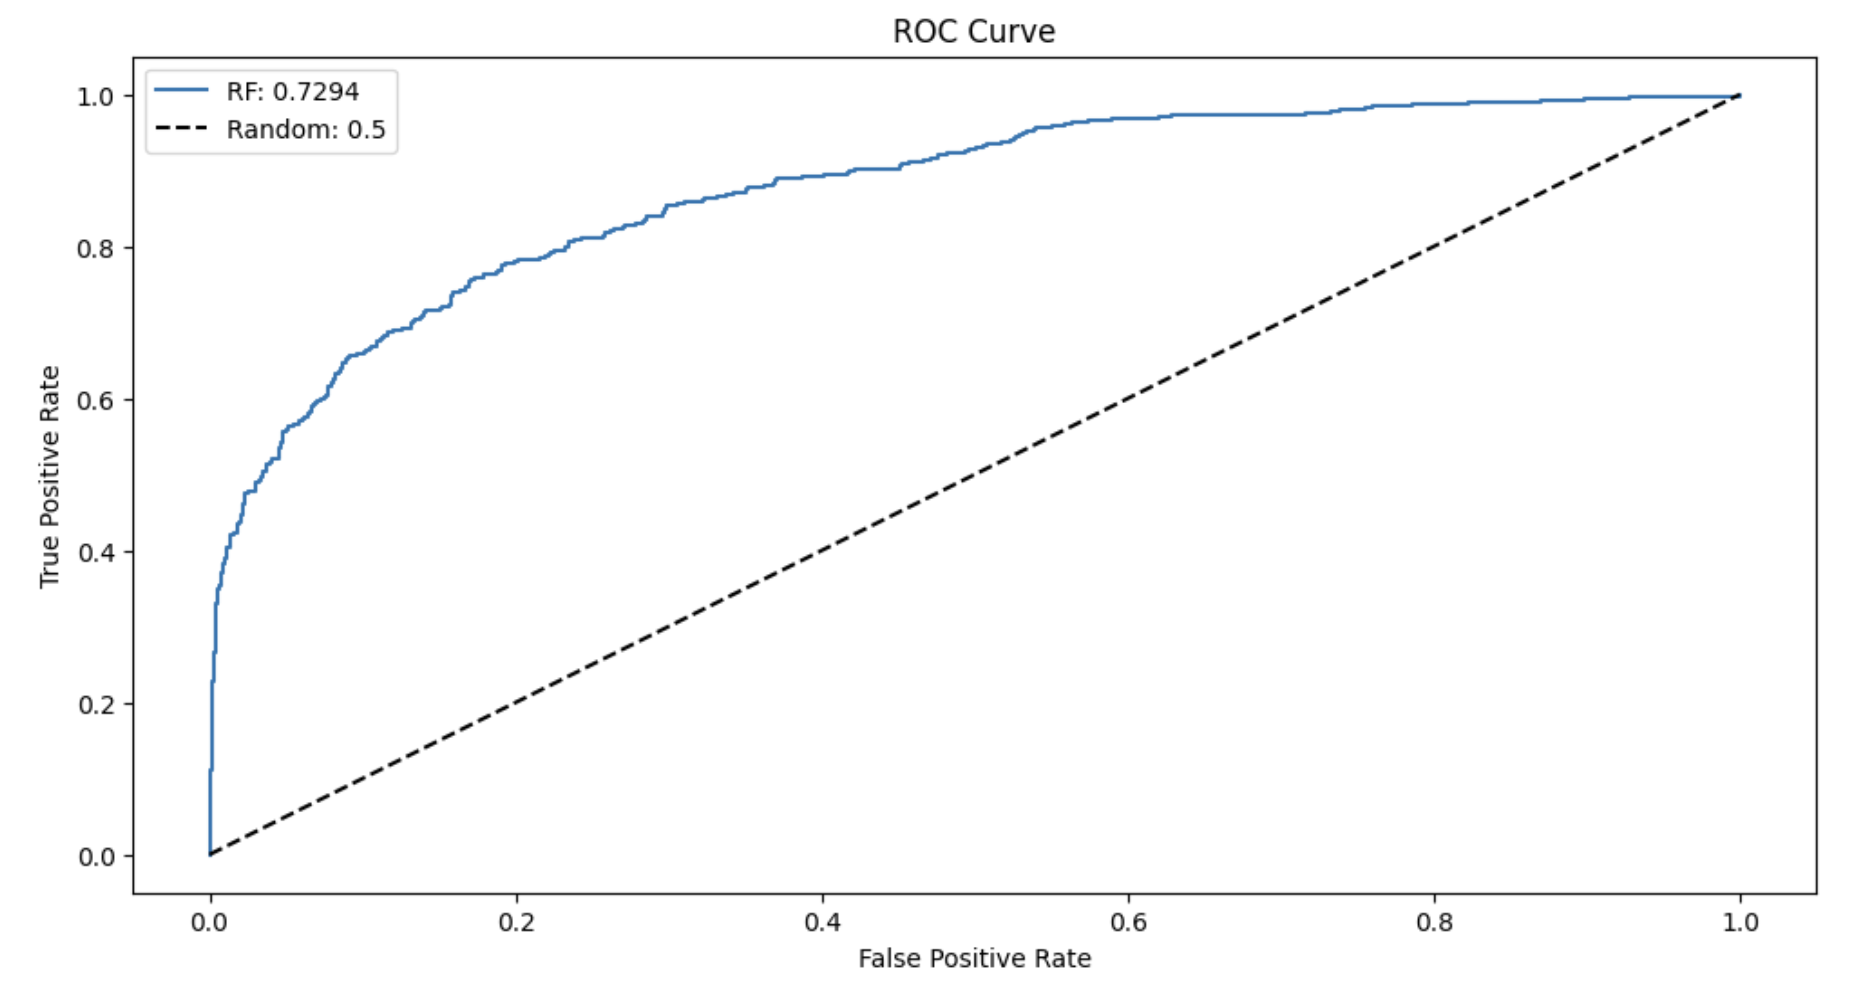 ROC Curve
RF: 0.7294
Random: 0.5
1.0
0.8
0.6
0.4
0.2
0.0
True Positive Rate
0.0 0.2 0.4 0.6 0.8 1.0
False Positive Rate